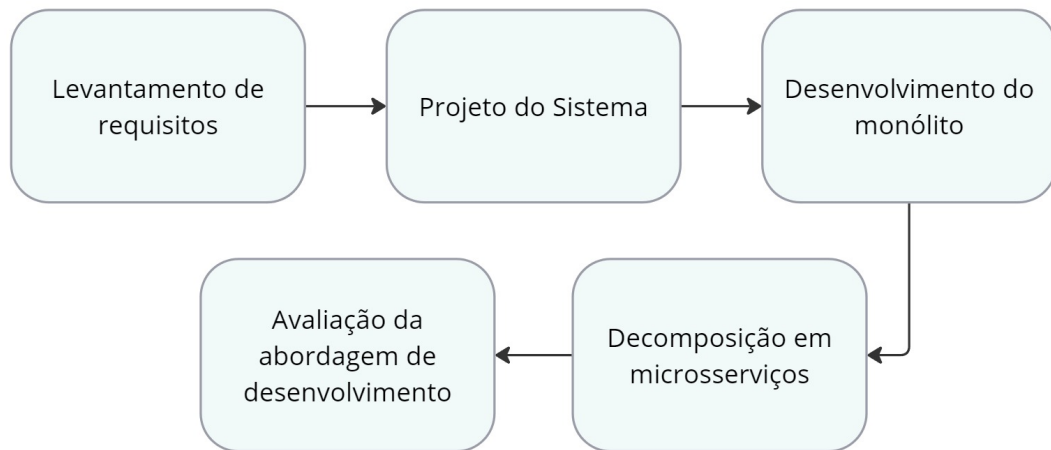 Levantamento de
requisitos
Projeto do Sistema
Desenvolvimento do
monólito
Decomposição em
microsserviços
Avaliação da
abordagem de
desenvolvimento